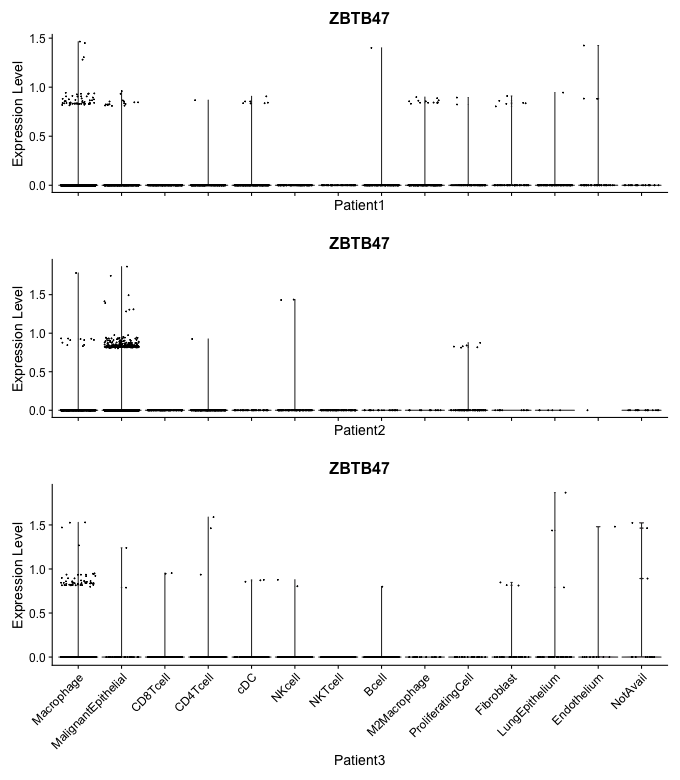 ZBTB47
Expression Level
1.5
1.0
0.5
0.0
Patient1
ZBTB47
Expression Level
1.5
1.0
0.5
0.0
Patient2
ZBTB47
Expression Level
1.5
1.0
0.5
0.0
Macrophage
MalignantEpithelial
CD8Tcell
CD4Tcell
cDC
NKcell
NKTcell
Bcell
M2Macrophage
ProliferatingCell
Fibroblast
LungEpithelium
Endothelium
NotAvail
Patient3